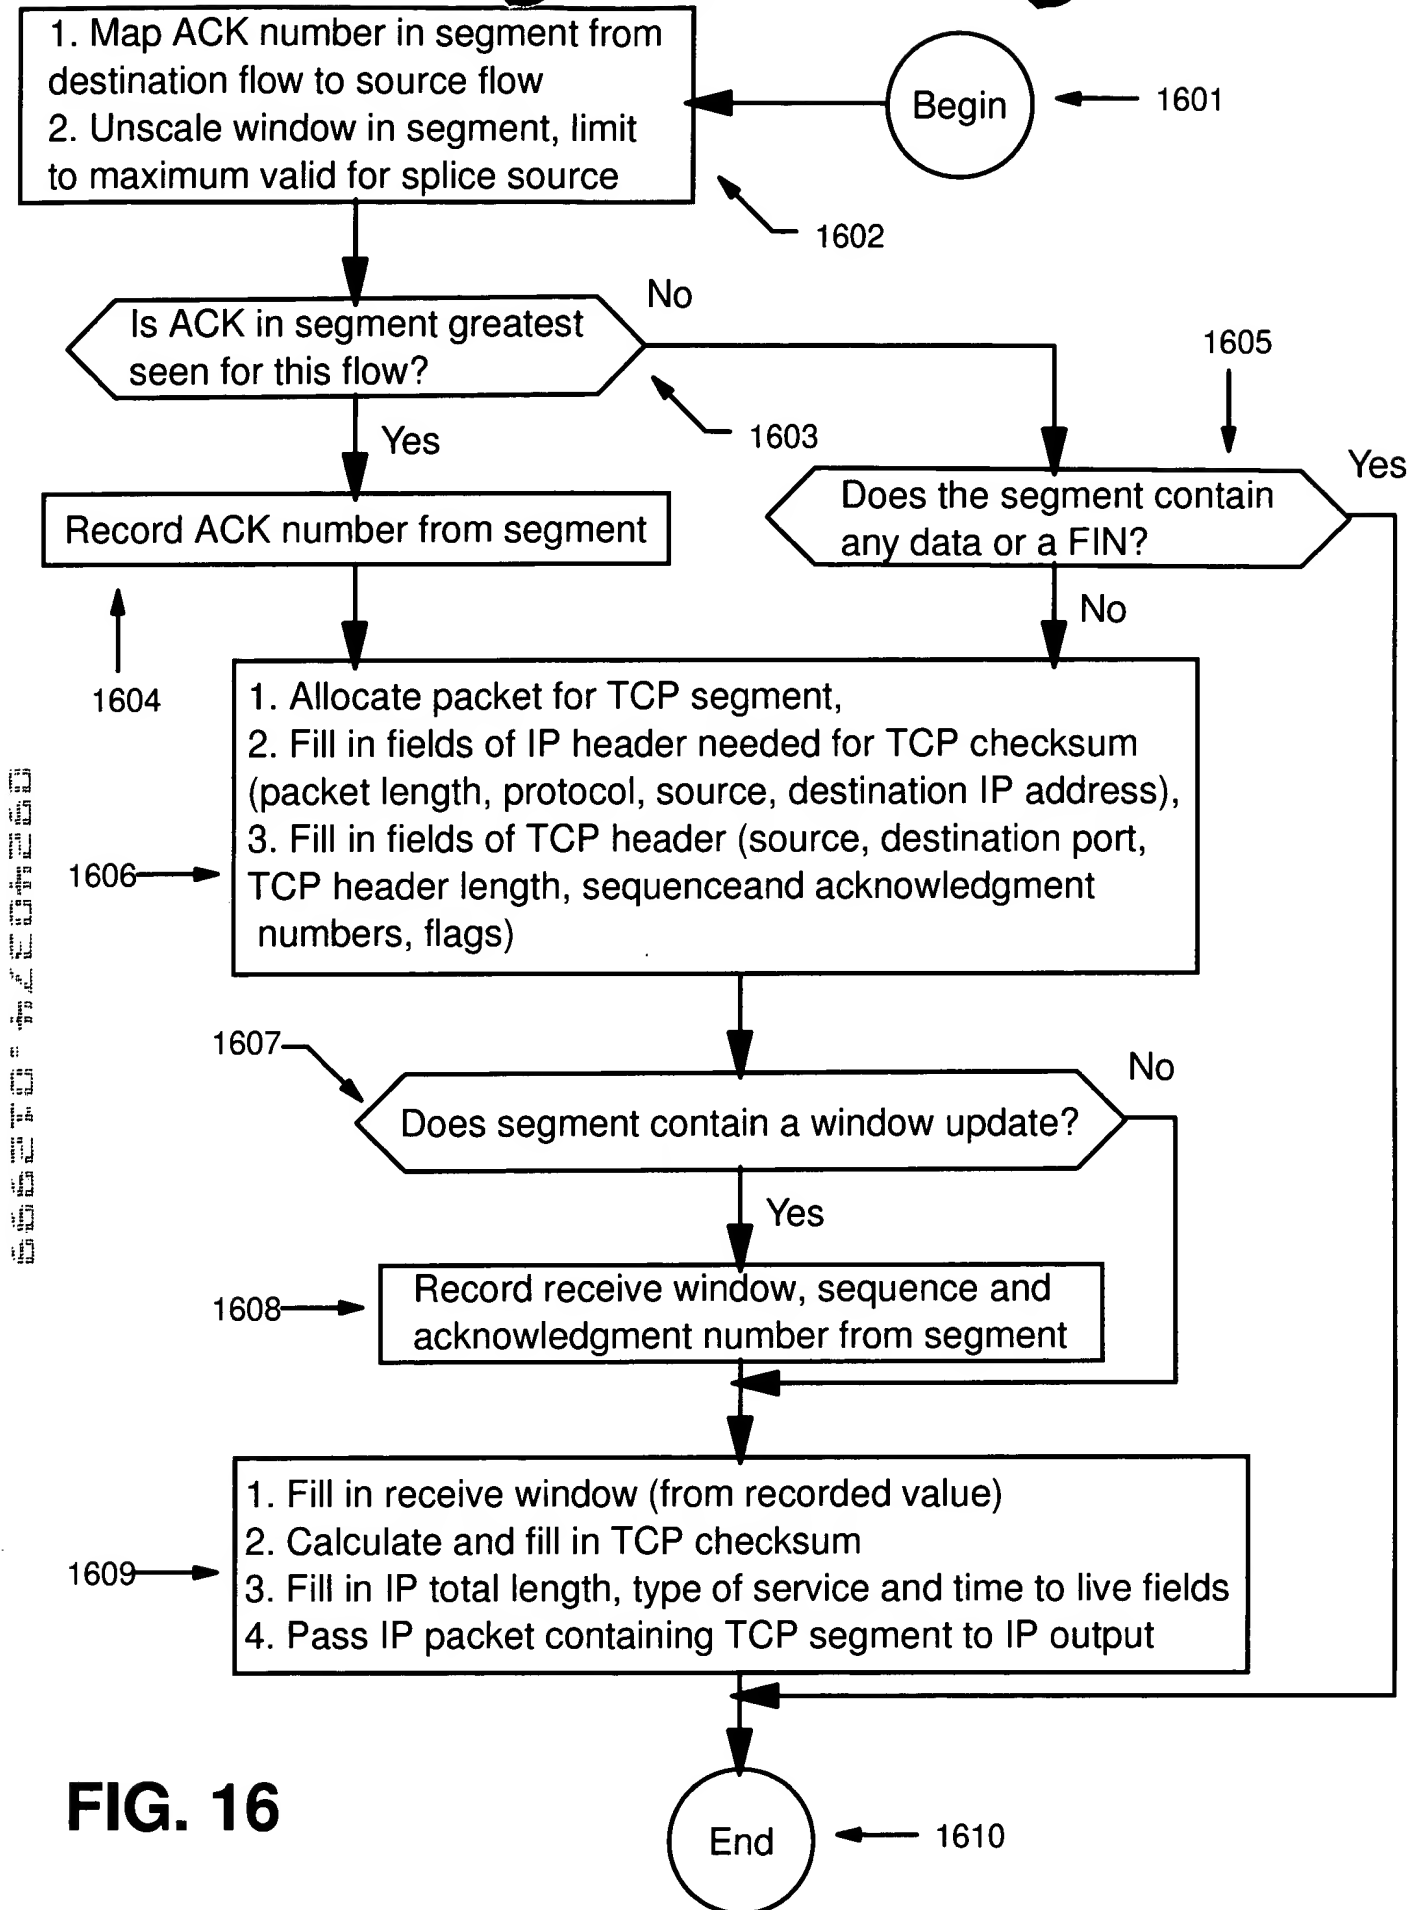 1. Map ACK number in segment from
destination flow to source flow
2. Unscale window in segment, limit
to maximum valid for splice source
Begin
1601
1602
Is ACK in segment greatest
seen for this flow?
No
1603
Yes
1605
Does the segment contain
any data or a FIN?
Yes
No
Record ACK number from segment
1604
1. Allocate packet for TCP segment,
2. Fill in fields of IP header needed for TCP checksum
(packet length, protocol, source, destination IP address),
3. Fill in fields of TCP header (source, destination port,
TCP header length, sequenceand acknowledgment
numbers, flags)
1606
1607
Does segment contain a window update?
No
Yes
Record receive window, sequence and
acknowledgment number from segment
1608
1. Fill in receive window (from recorded value)
2. Calculate and fill in TCP checksum
3. Fill in IP total length, type of service and time to live fields
4. Pass IP packet containing TCP segment to IP output
1609
End
1610
FIG. 16